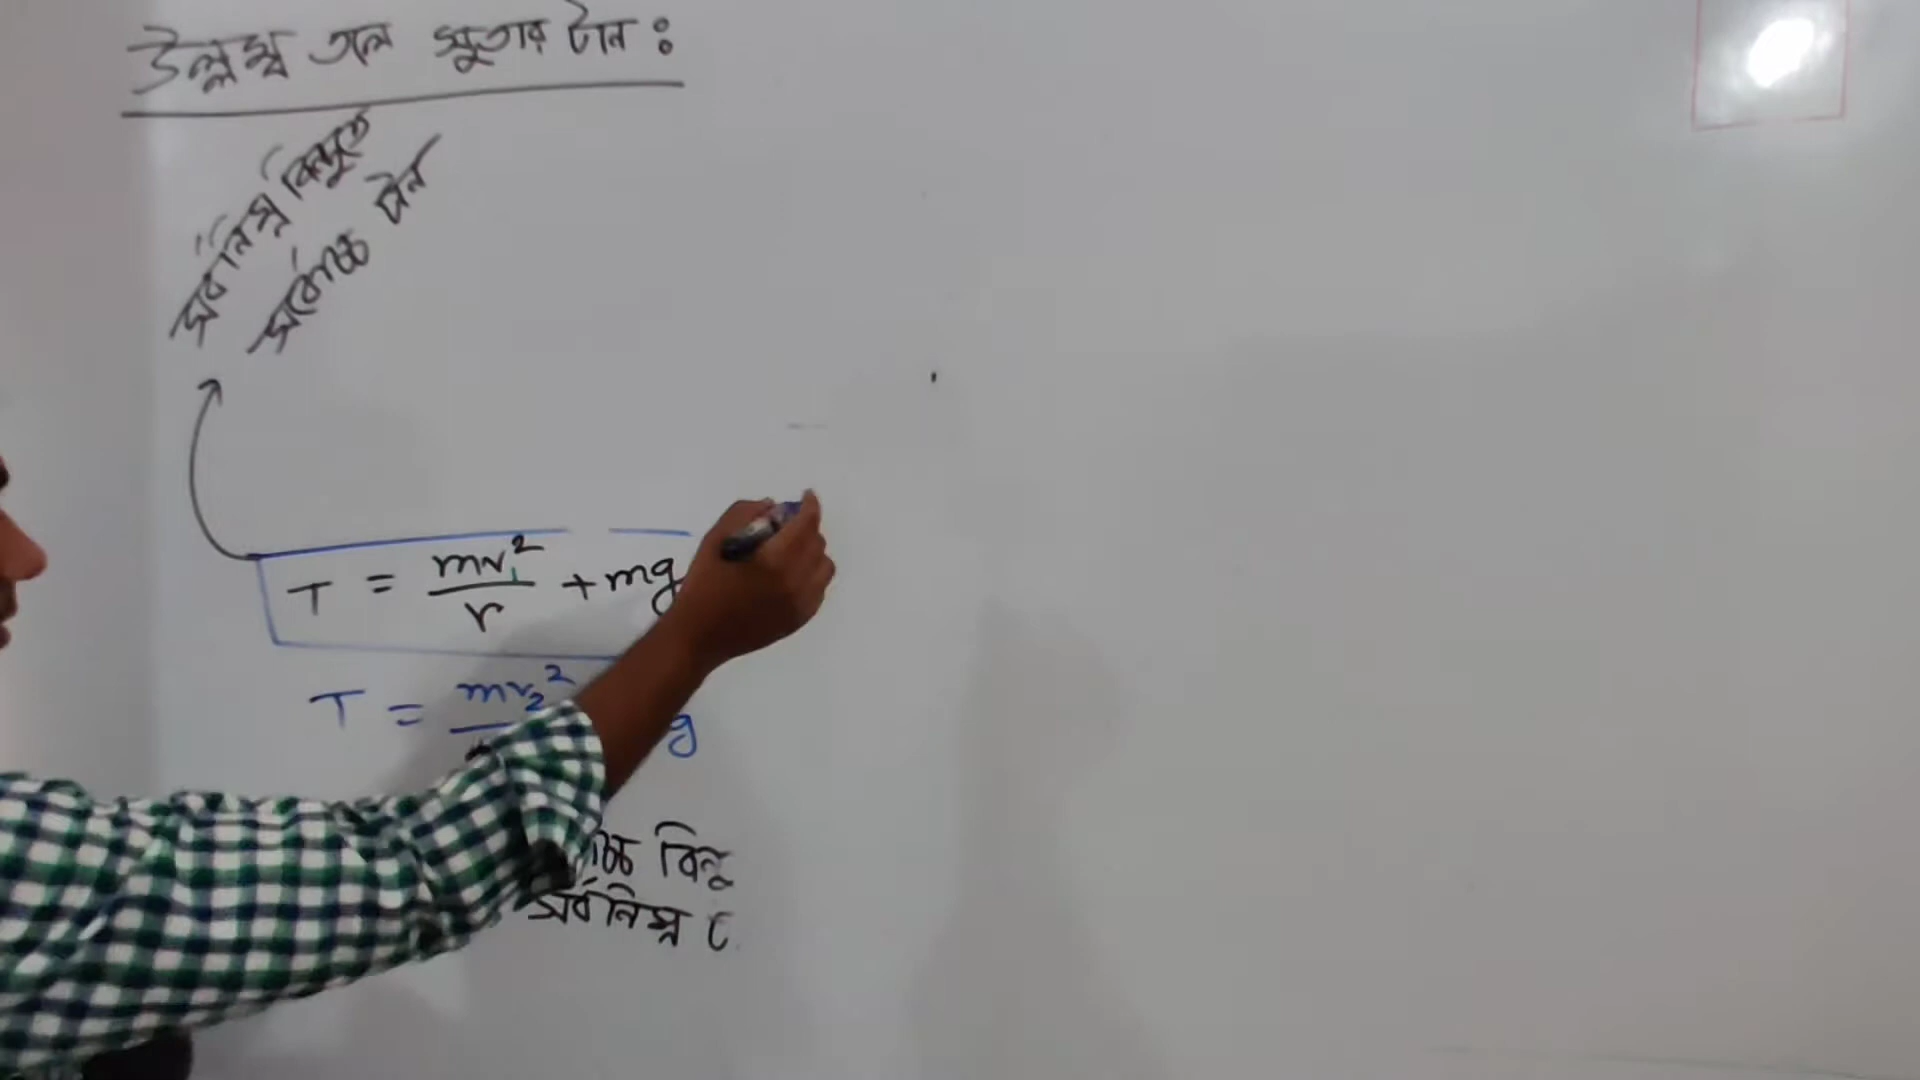 উল্লম্ব তলে সুতার টান :
সর্বনিম্ন বিন্দুতে
সর্বোচ্চ টান
T = mv₁²/r + mg
T = mv₂²/ g
বিন্দু
সর্বনিম্ন